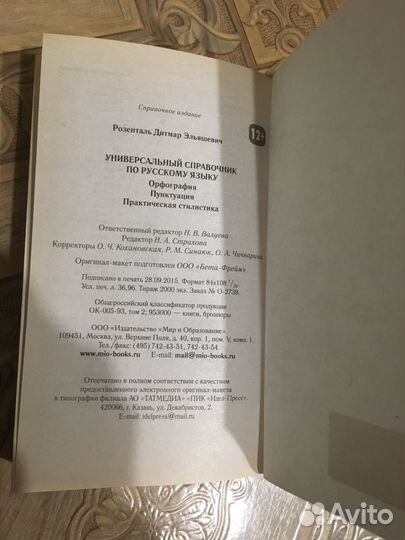 Справочное издание
Розенталь Дитмар Эльяшевич
12+
УНИВЕРСАЛЬНЫЙ СПРАВОЧНИК
ПО РУССКОМУ ЯЗЫКУ
Орфография
Пунктуация
Практическая стилистика
Ответственный редактор Н. В. Валуева
Редактор Н. А. Страхова
Корректоры О. Ч. Кохановская, Р. М. Синаюк, О. А. Чичварина
Оригинал-макет подготовлен ООО «Бета-Фрейм»
Подписано в печать 28.09.2015. Формат 84х108 1/32
Усл. печ. л. 36,96. Тираж 2000 экз. Заказ № О-2739.
Общероссийский классификатор продукции
ОК-005-93, том 2; 953000 — книги, брошюры
ООО «Издательство «Мир и Образование».
109451, Москва, ул. Верхние Поля, д. 40, кор. 1, пом. V, комн. 1.
Тел./факс: (495) 742-43-51, 742-43-54.
www.mio-books.ru E-mail: mail@mio-books.ru
Отпечатано в полном соответствии с качеством
предоставленного электронного оригинал-макета
в типографии филиала АО «ТАТМЕДИА» «ПИК «Идел-Пресс».
420066, г. Казань, ул. Декабристов, 2.
E-mail: idelpress@mail.ru
Avito